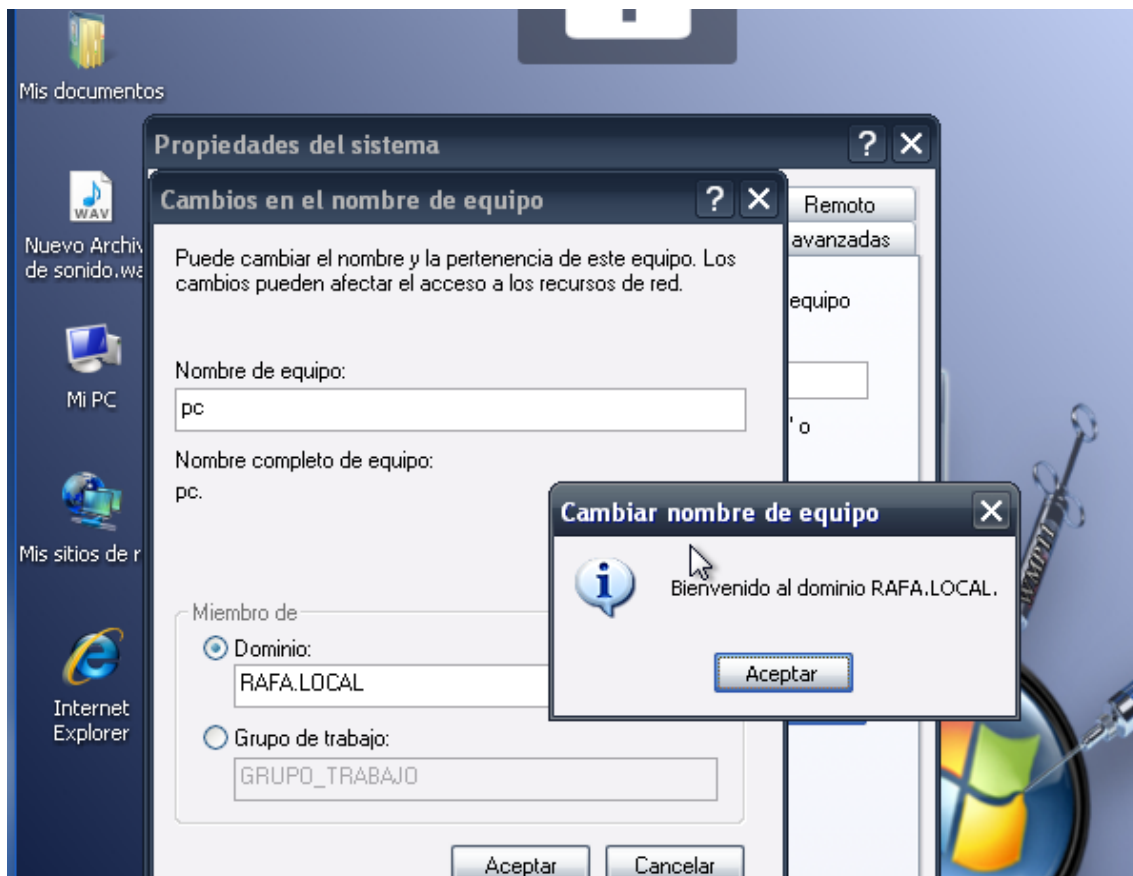 Mis documentos
Propiedades del sistema
Cambios en el nombre de equipo
Remoto
avanzadas
WAV
Nuevo Archiv
de sonido.wa
Puede cambiar el nombre y la pertenencia de este equipo. Los
cambios pueden afectar el acceso a los recursos de red.
equipo
Mi PC
Nombre de equipo:
pc
' o
Nombre completo de equipo:
pc.
Mis sitios de r
Cambiar nombre de equipo
Bienvenido al dominio RAFA.LOCAL.
Aceptar
WMP11
Miembro de
Dominio:
RAFA.LOCAL
Internet
Explorer
Grupo de trabajo:
GRUPO_TRABAJO
Aceptar
Cancelar